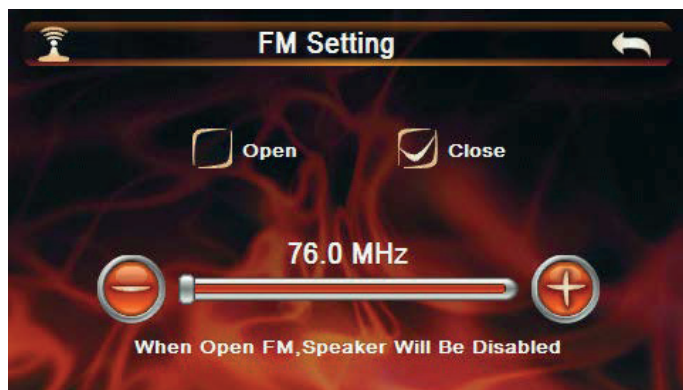 FM Setting
Open Close
76.0 MHz
When Open FM,Speaker Will Be Disabled